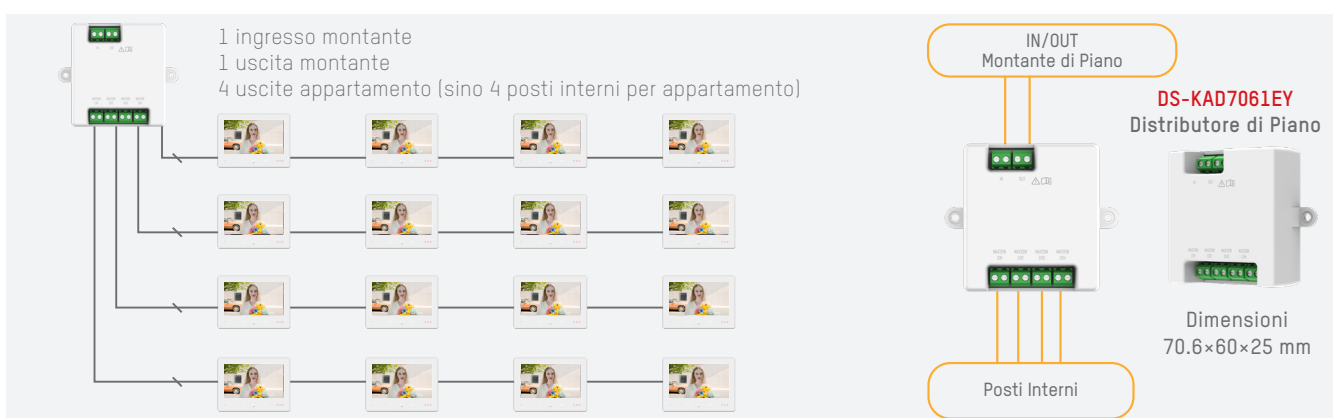 1 ingresso montante
1 uscita montante
4 uscite appartamento (sino 4 posti interni per appartamento)
IN/OUT
Montante di Piano
DS-KAD7061EY
Distributore di Piano
Posti Interni
Dimensioni
70.6×60×25 mm